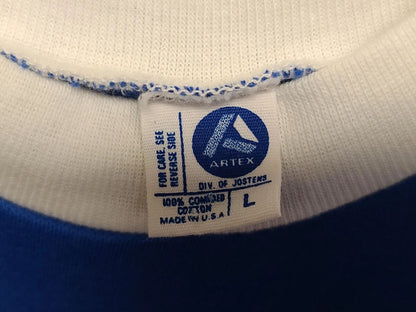 FOR CARE, SEE
REVERSE SIDE
ARTEX
DIV. OF JOSTENS
100% COMBED
COTTON
MADE IN U.S.A
L